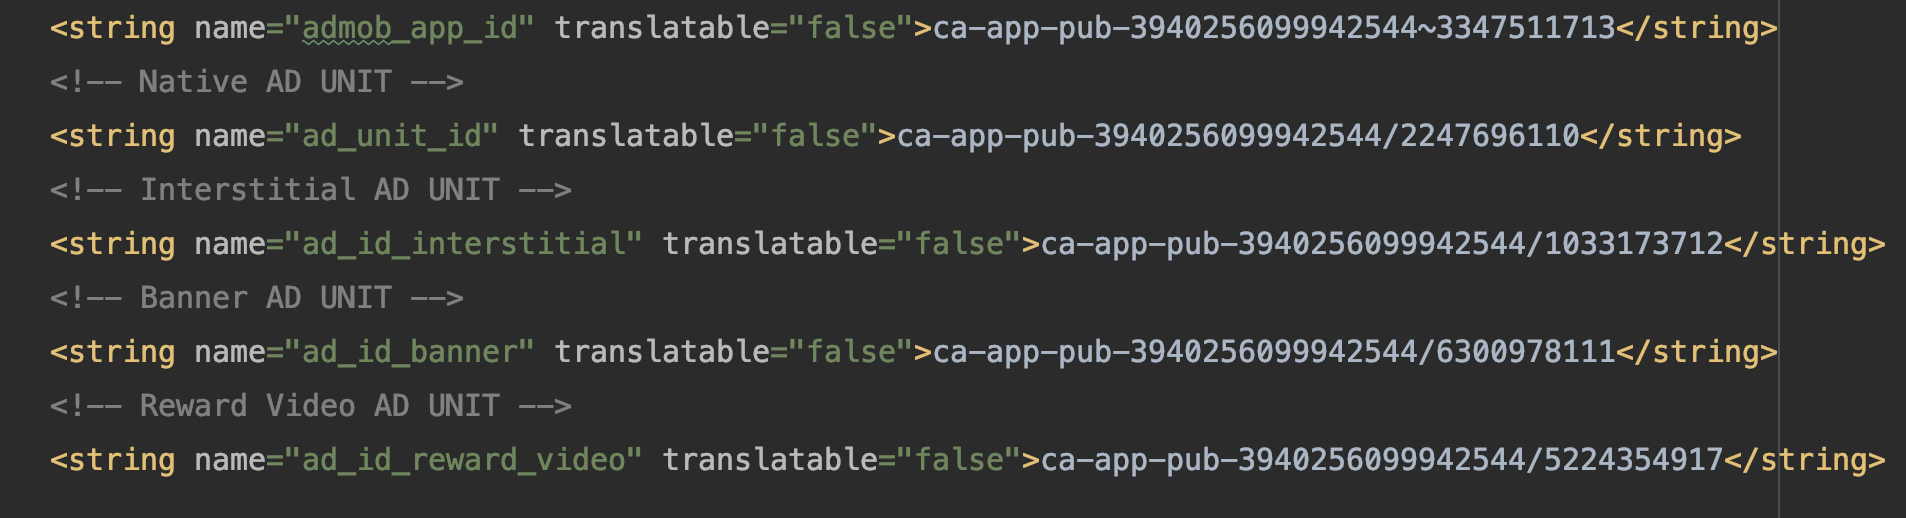 <string name="admob_app_id" translatable="false">ca-app-pub-3940256099942544~3347511713</string>
<!-- Native AD UNIT -->
<string name="ad_unit_id" translatable="false">ca-app-pub-3940256099942544/2247696110</string>
<!-- Interstitial AD UNIT -->
<string name="ad_id_interstitial" translatable="false">ca-app-pub-3940256099942544/1033173712</string>
<!-- Banner AD UNIT -->
<string name="ad_id_banner" translatable="false">ca-app-pub-3940256099942544/6300978111</string>
<!-- Reward Video AD UNIT -->
<string name="ad_id_reward_video" translatable="false">ca-app-pub-3940256099942544/5224354917</string>